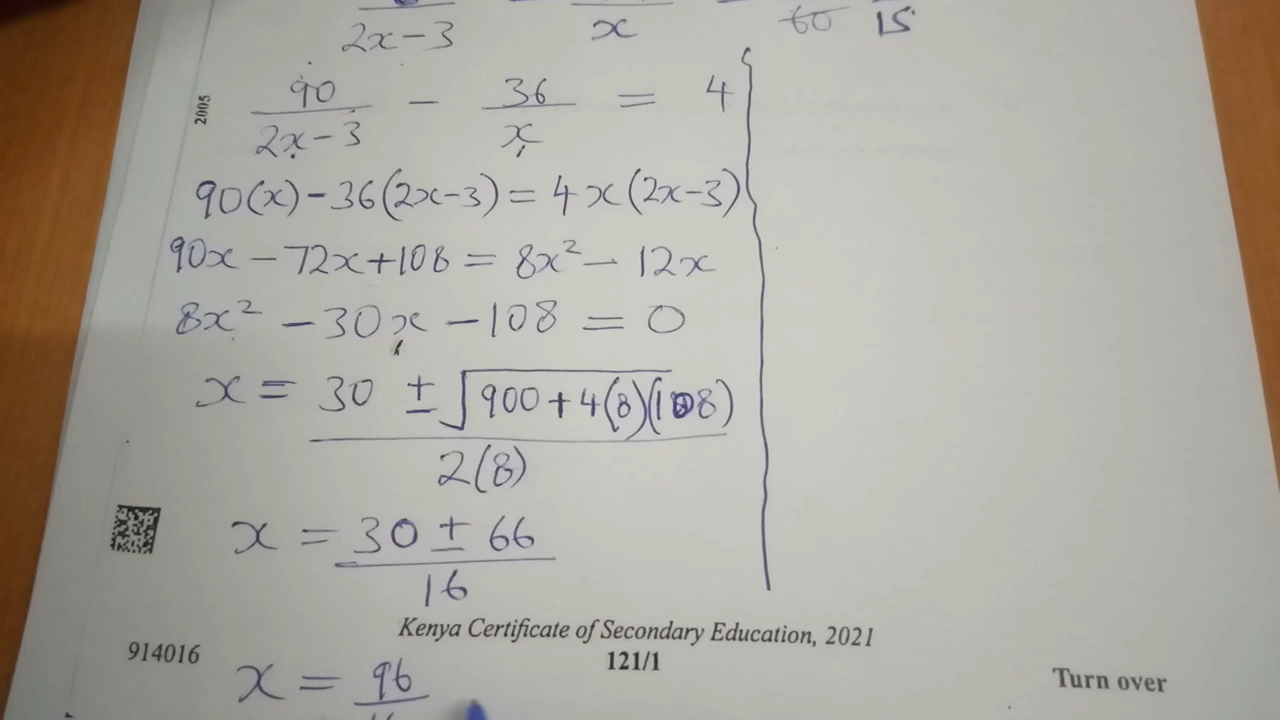 2x-3 x 60 15
2005
90/(2x-3) - 36/x = 4
90(x)-36(2x-3) = 4x(2x-3)
90x - 72x+108 = 8x² - 12x
8x² - 30x - 108 = 0
x = (30 ± √(900+4(8)(108)))/(2(8))
x = (30 ± 66)/16
Kenya Certificate of Secondary Education, 2021
914016
121/1
x = 96
Turn over